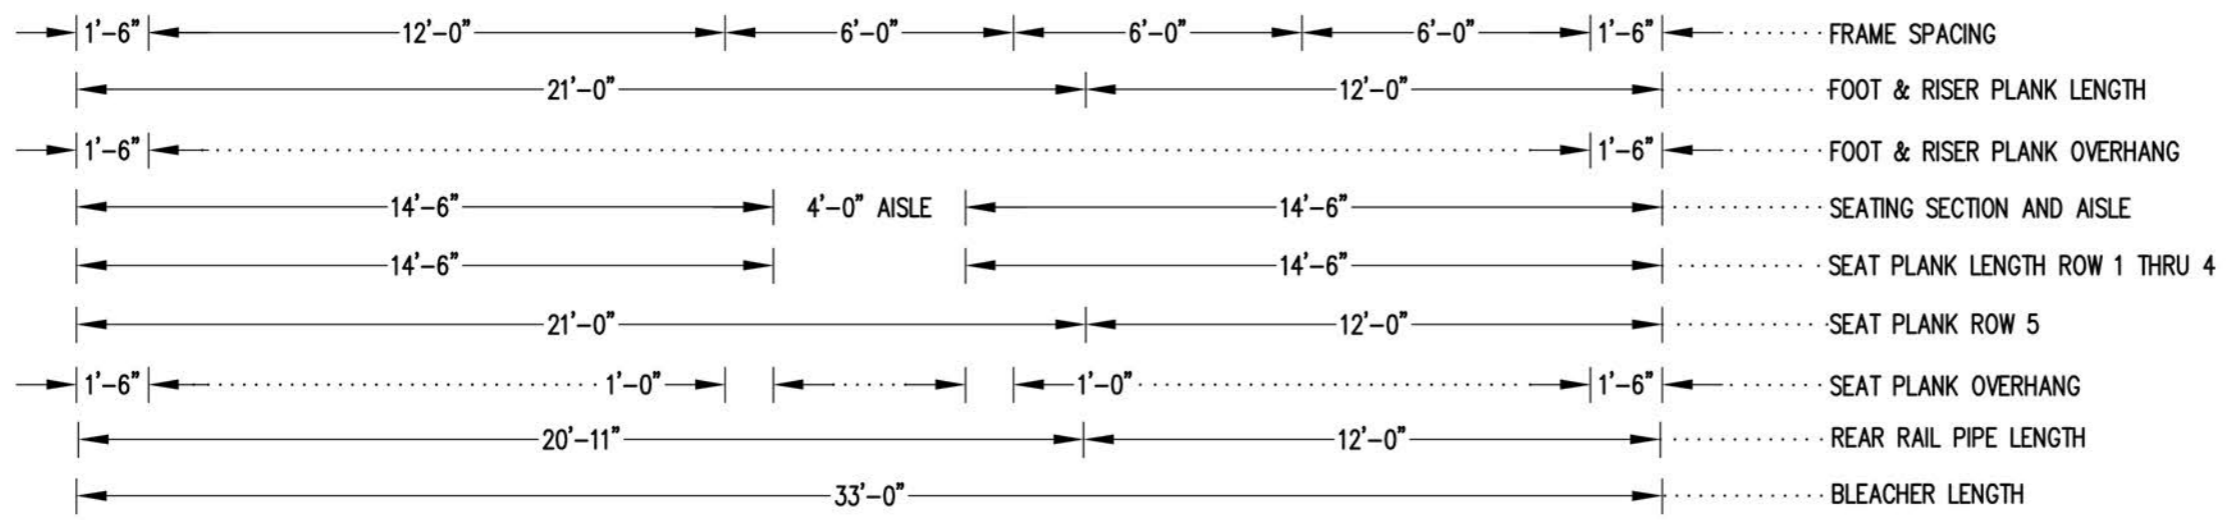 1'-6" 12'-0" 6'-0" 6'-0" 6'-0" 1'-6" FRAME SPACING
21'-0" 12'-0" FOOT & RISER PLANK LENGTH
1'-6" 1'-6" FOOT & RISER PLANK OVERHANG
14'-6" 4'-0" AISLE 14'-6" SEATING SECTION AND AISLE
14'-6" 14'-6" SEAT PLANK LENGTH ROW 1 THRU 4
21'-0" 12'-0" SEAT PLANK ROW 5
1'-6" 1'-0" 1'-0" 1'-6" SEAT PLANK OVERHANG
20'-11" 12'-0" REAR RAIL PIPE LENGTH
33'-0" BLEACHER LENGTH